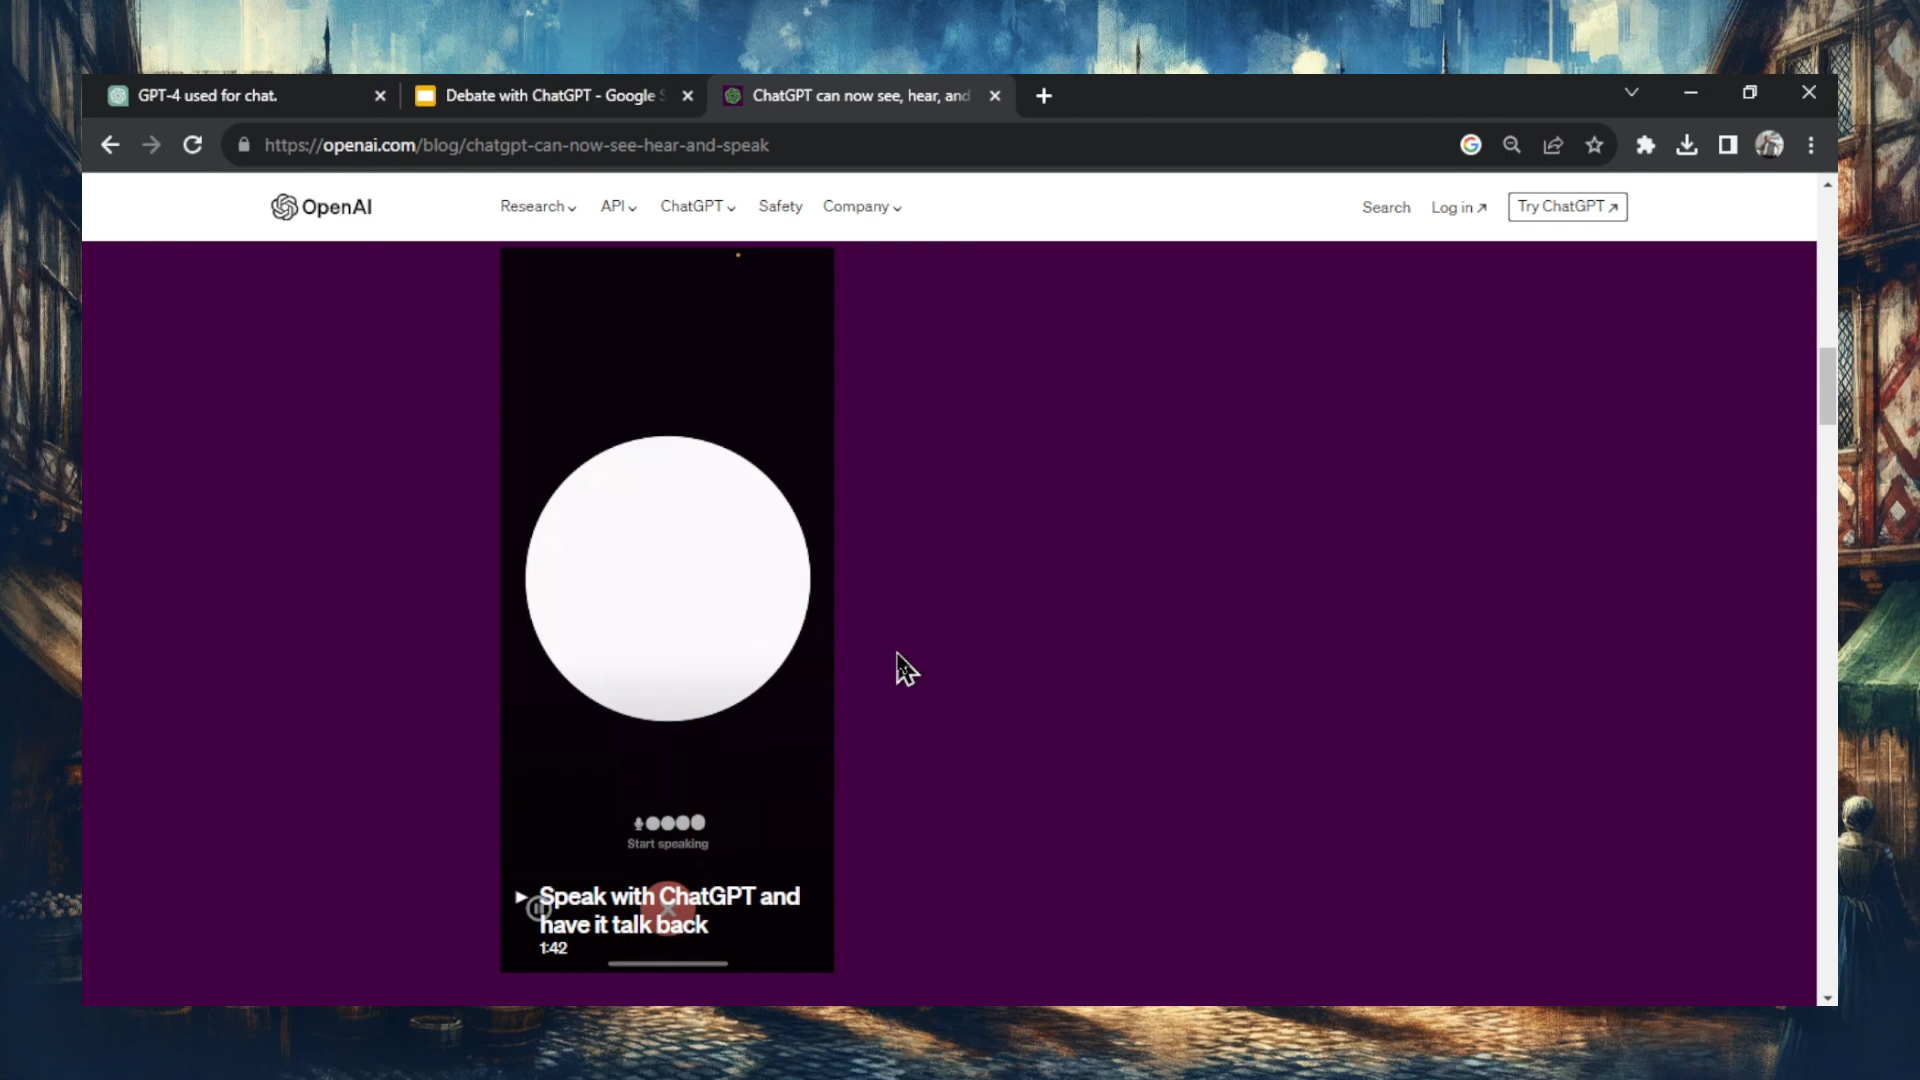 GPT-4 used for chat.
Debate with ChatGPT - Google S
ChatGPT can now see, hear, and
https://openai.com/blog/chatgpt-can-now-see-hear-and-speak
OpenAI
Research
API
ChatGPT
Safety
Company
Search
Log in
Try ChatGPT
Start speaking
Speak with ChatGPT and
have it talk back
1:42